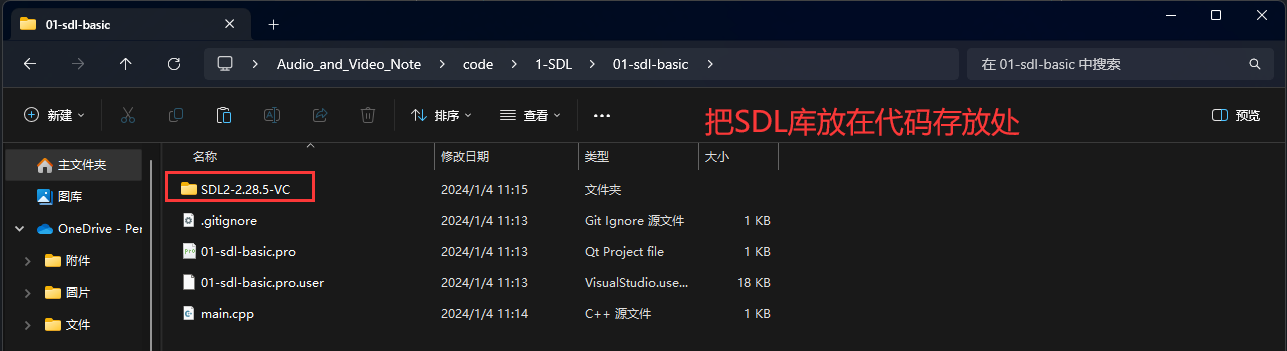 01-sdl-basic
Audio_and_Video_Note > code > 1-SDL > 01-sdl-basic >
在 01-sdl-basic 中搜索
新建
排序
查看
把SDL库放在代码存放处
预览
主文件夹
图库
OneDrive - Per
附件
图片
文件
名称 修改日期 类型 大小
SDL2-2.28.5-VC 2024/1/4 11:15 文件夹
.gitignore 2024/1/4 11:13 Git Ignore 源文件 1 KB
01-sdl-basic.pro 2024/1/4 11:13 Qt Project file 1 KB
01-sdl-basic.pro.user 2024/1/4 11:13 VisualStudio.use... 18 KB
main.cpp 2024/1/4 11:14 C++ 源文件 1 KB